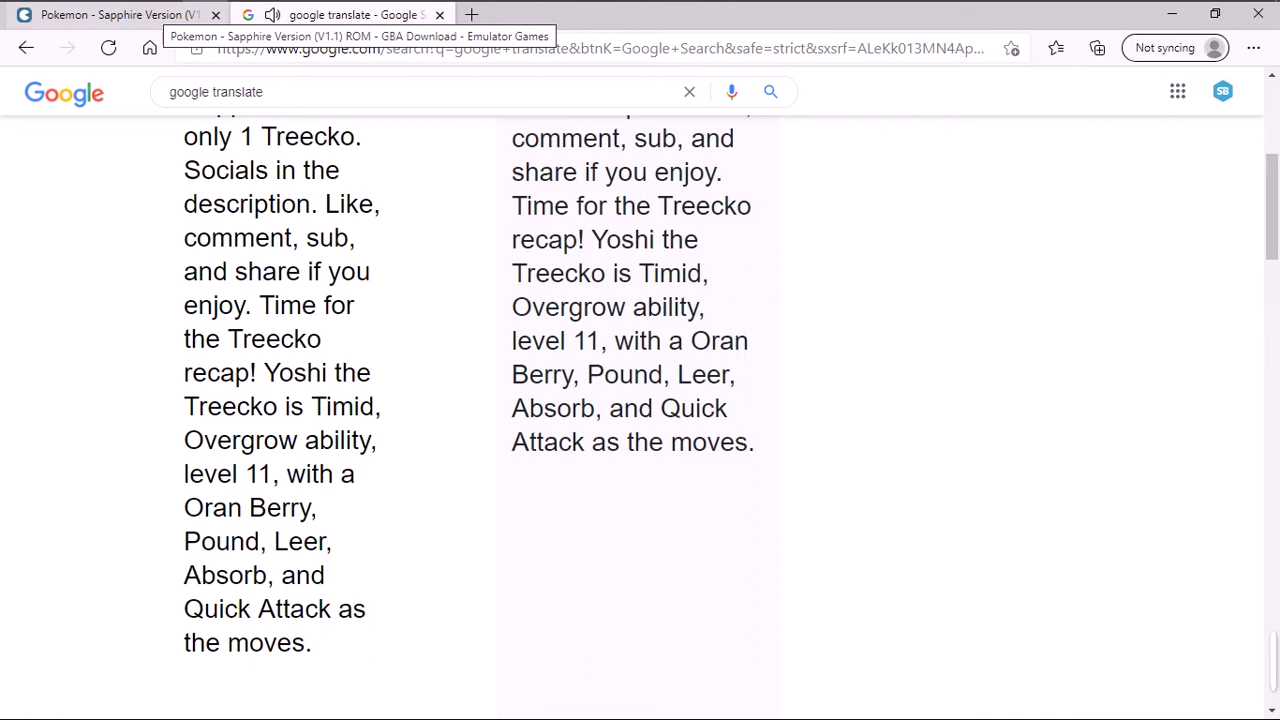 Pokemon - Sapphire Version (V1
google translate - Google S
Pokemon - Sapphire Version (V1.1) ROM - GBA Download - Emulator Games
https://www.google.com/search?q=google+translate&btnK=Google+Search&safe=strict&sxsrf=ALeKk013MN4Ap...
Not syncing
Google
google translate
SB
only 1 Treecko.
Socials in the
description. Like,
comment, sub,
and share if you
enjoy. Time for
the Treecko
recap! Yoshi the
Treecko is Timid,
Overgrow ability,
level 11, with a
Oran Berry,
Pound, Leer,
Absorb, and
Quick Attack as
the moves.
comment, sub, and
share if you enjoy.
Time for the Treecko
recap! Yoshi the
Treecko is Timid,
Overgrow ability,
level 11, with a Oran
Berry, Pound, Leer,
Absorb, and Quick
Attack as the moves.